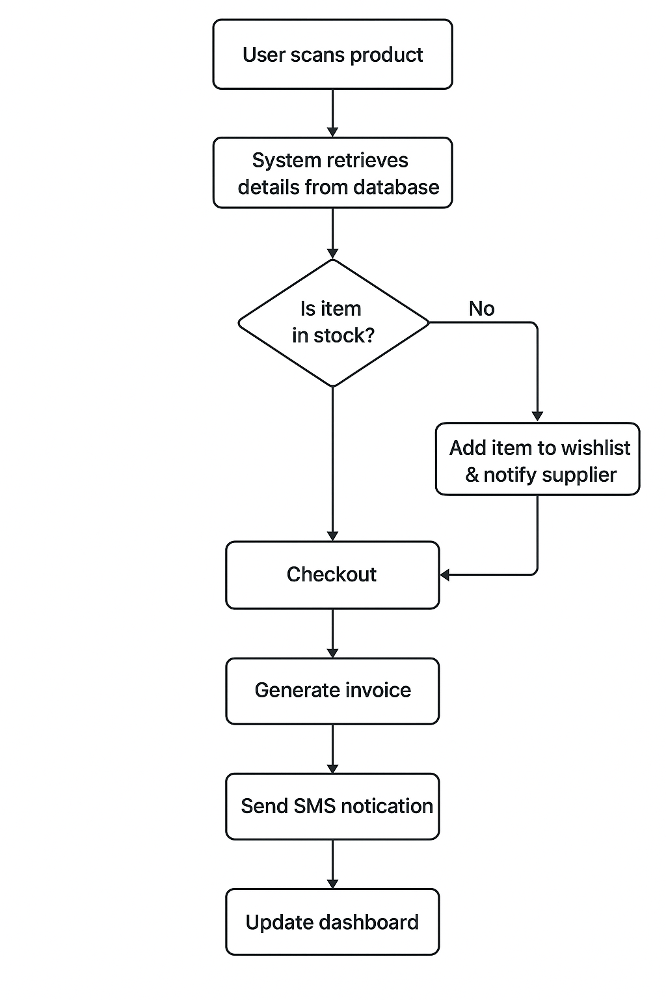 User scans product
System retrieves
details from database
Is item
in stock?
No
Add item to wishlist
& notify supplier
Checkout
Generate invoice
Send SMS notication
Update dashboard